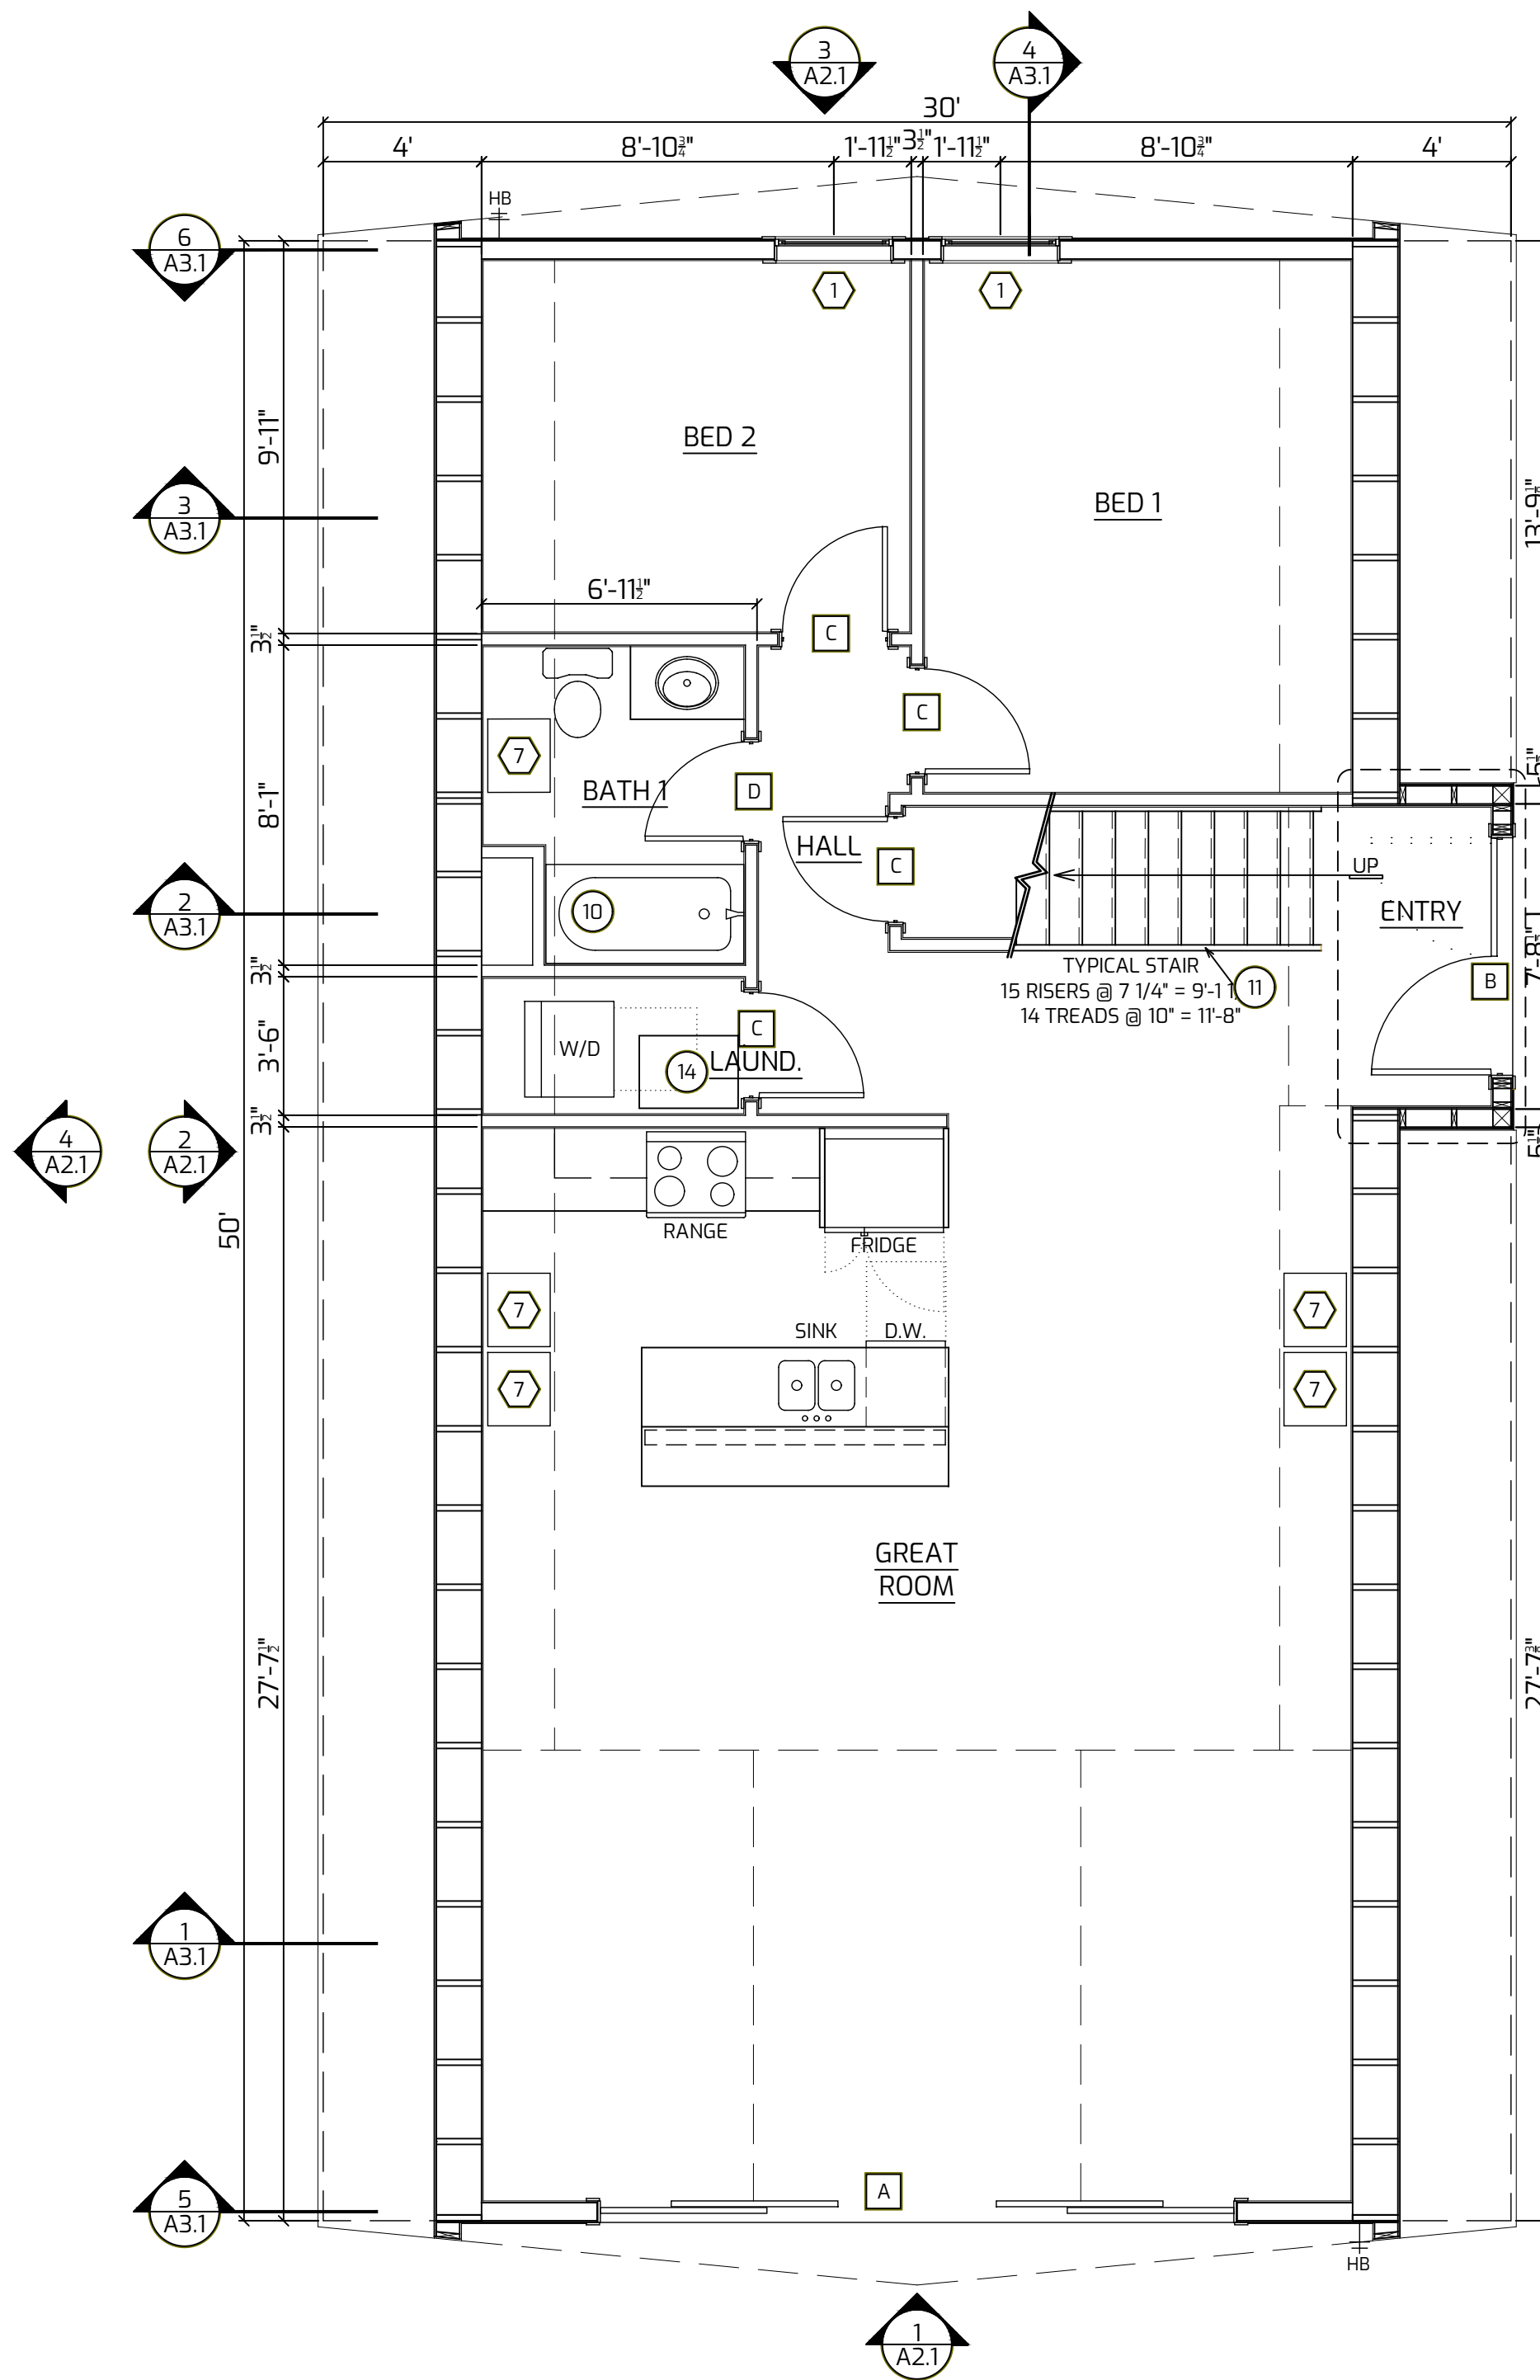 3
A2.1
4
A3.1
30'
4'
8'-10¾"
1'-11½"
3½"
1'-11½"
8'-10¾"
4'
HB
6
A3.1
1
1
9'-11"
BED 2
BED 1
13'-9½"
3
A3.1
6'-11½"
3½"
C
C
7
BATH 1
D
HALL
C
8'-1"
UP
ENTRY
2
A3.1
10
3½"
TYPICAL STAIR
15 RISERS @ 7 1/4" = 9'-1
14 TREADS @ 10" = 11'-8"
11
B
3'-6"
W/D
C
14
LAUND.
3½"
4
A2.1
2
A2.1
50'
RANGE
FRIDGE
7
7
SINK
D.W.
7
7
GREAT
ROOM
27'-7½"
1
A3.1
A
5
A3.1
HB
1
A2.1